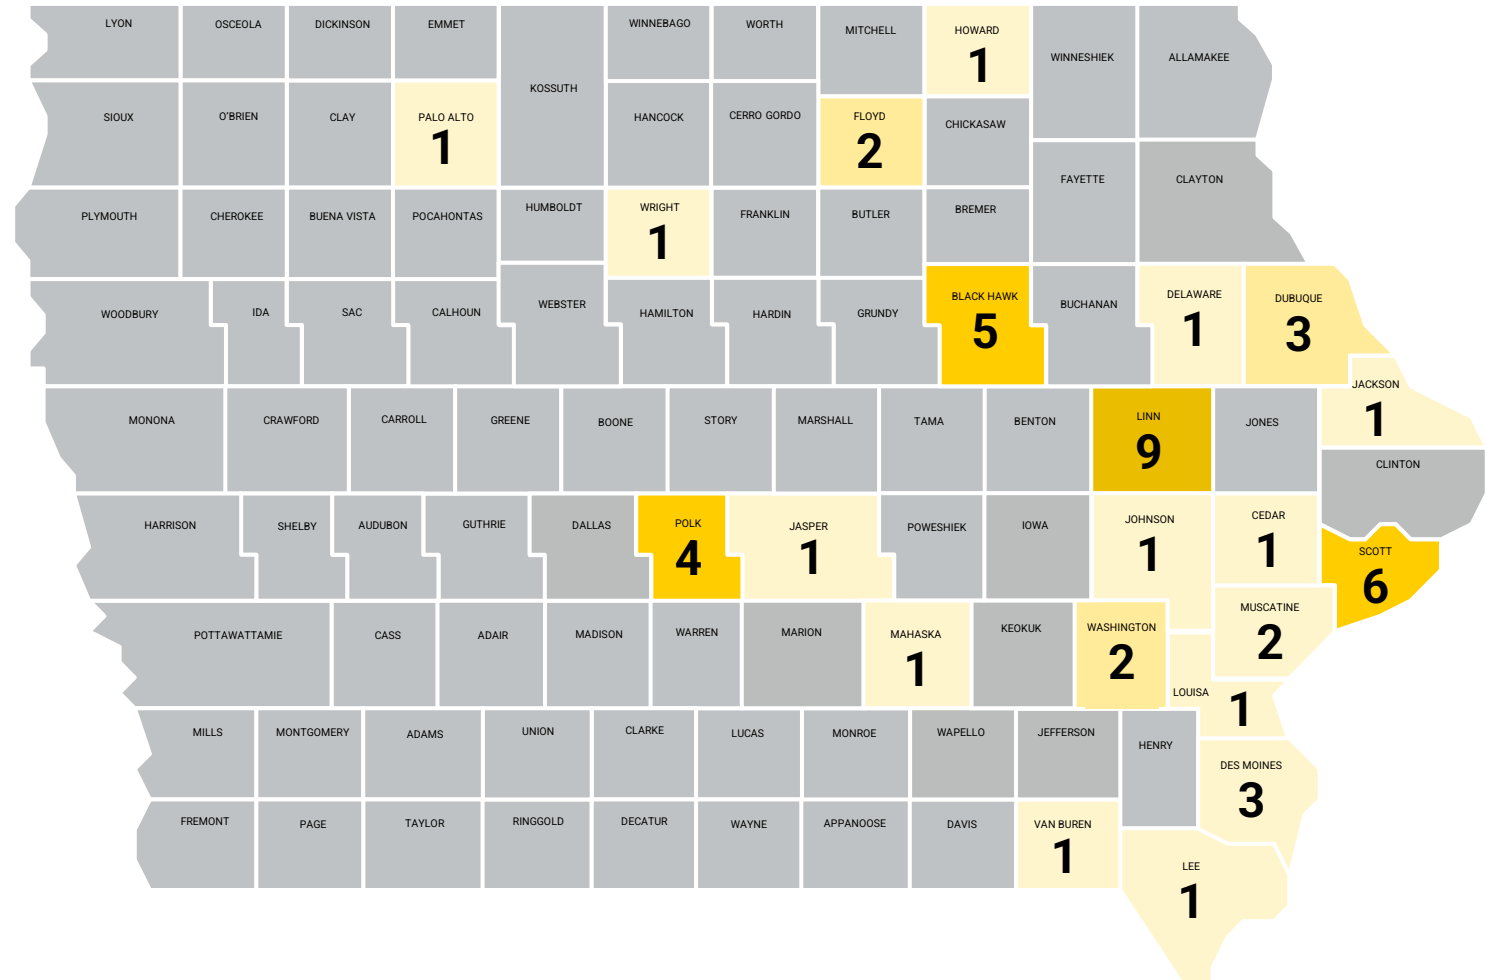 LYON
OSCEOLA
DICKINSON
EMMET
KOSSUTH
WINNEBAGO
WORTH
MITCHELL
HOWARD
1
WINNESHIEK
ALLAMAKEE
SIOUX
O'BRIEN
CLAY
PALO ALTO
1
HANCOCK
CERRO GORDO
FLOYD
2
CHICKASAW
FAYETTE
CLAYTON
PLYMOUTH
CHEROKEE
BUENA VISTA
POCAHONTAS
HUMBOLDT
WRIGHT
1
FRANKLIN
BUTLER
BREMER
WOODBURY
IDA
SAC
CALHOUN
WEBSTER
HAMILTON
HARDIN
GRUNDY
BLACK HAWK
5
BUCHANAN
DELAWARE
1
DUBUQUE
3
JACKSON
1
MONONA
CRAWFORD
CARROLL
GREENE
BOONE
STORY
MARSHALL
TAMA
BENTON
LINN
9
JONES
CLINTON
HARRISON
SHELBY
AUDUBON
GUTHRIE
DALLAS
POLK
4
JASPER
1
POWESHIEK
IOWA
JOHNSON
1
CEDAR
1
SCOTT
6
POTTAWATTAMIE
CASS
ADAIR
MADISON
WARREN
MARION
MAHASKA
1
KEOKUK
WASHINGTON
2
MUSCATINE
2
LOUISA
1
MILLS
MONTGOMERY
ADAMS
UNION
CLARKE
LUCAS
MONROE
WAPELLO
JEFFERSON
HENRY
DES MOINES
3
FREMONT
PAGE
TAYLOR
RINGGOLD
DECATUR
WAYNE
APPANOOSE
DAVIS
VAN BUREN
1
LEE
1